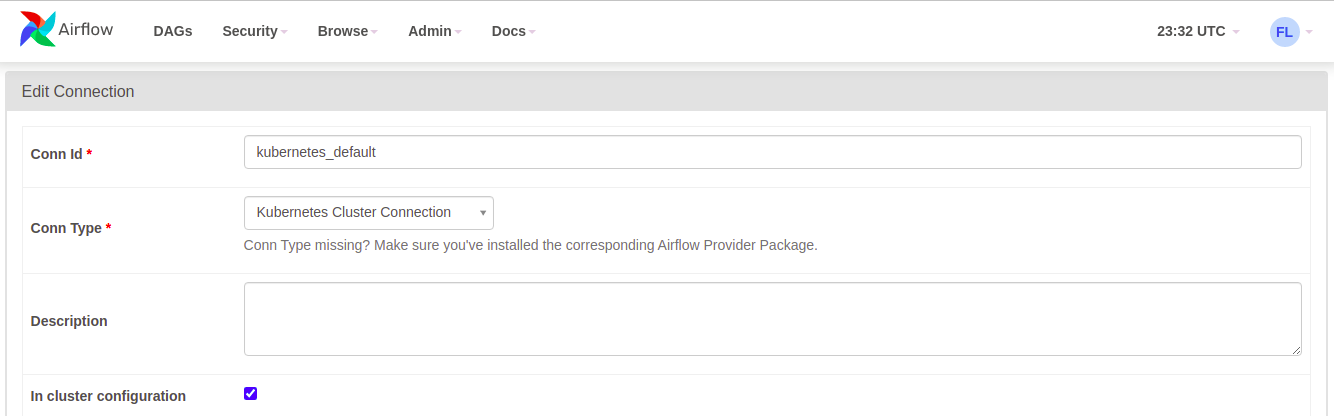 Airflow DAGs Security Browse Admin Docs 23:32 UTC FL
Edit Connection
Conn Id * kubernetes_default
Conn Type * Kubernetes Cluster Connection
Conn Type missing? Make sure you've installed the corresponding Airflow Provider Package.
Description
In cluster configuration